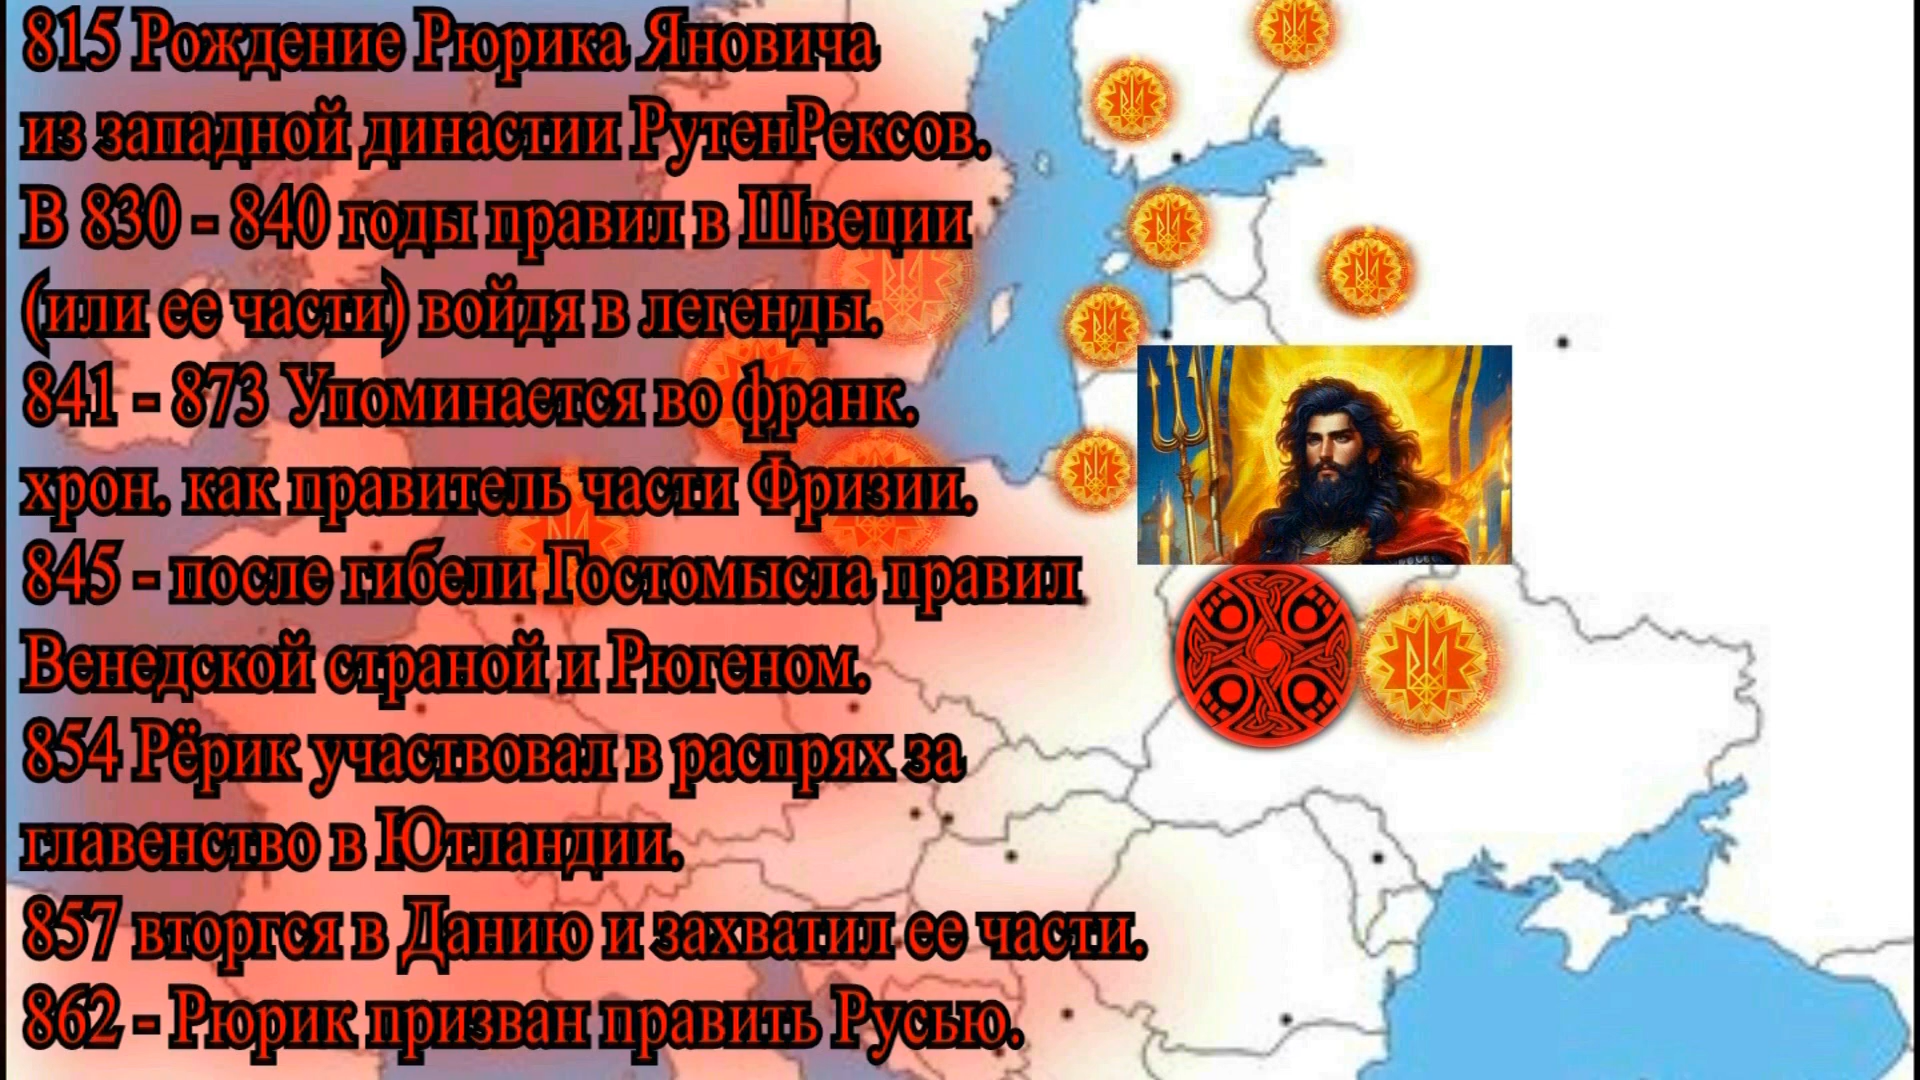 815 Рождение Рюрика Яновича
из западной династии РутенРексов.
В 830 - 840 годы правил в Швеции
(или ее части) войдя в легенды.
841 - 873 Упоминается во франк.
хрон. как правитель части Фризии.
845 - после гибели Гостомысла правил
Венедской страной и Рюгеном.
854 Рёрик участвовал в распрях за
главенство в Ютландии.
857 вторгся в Данию и захватил ее части.
862 - Рюрик призван править Русью.